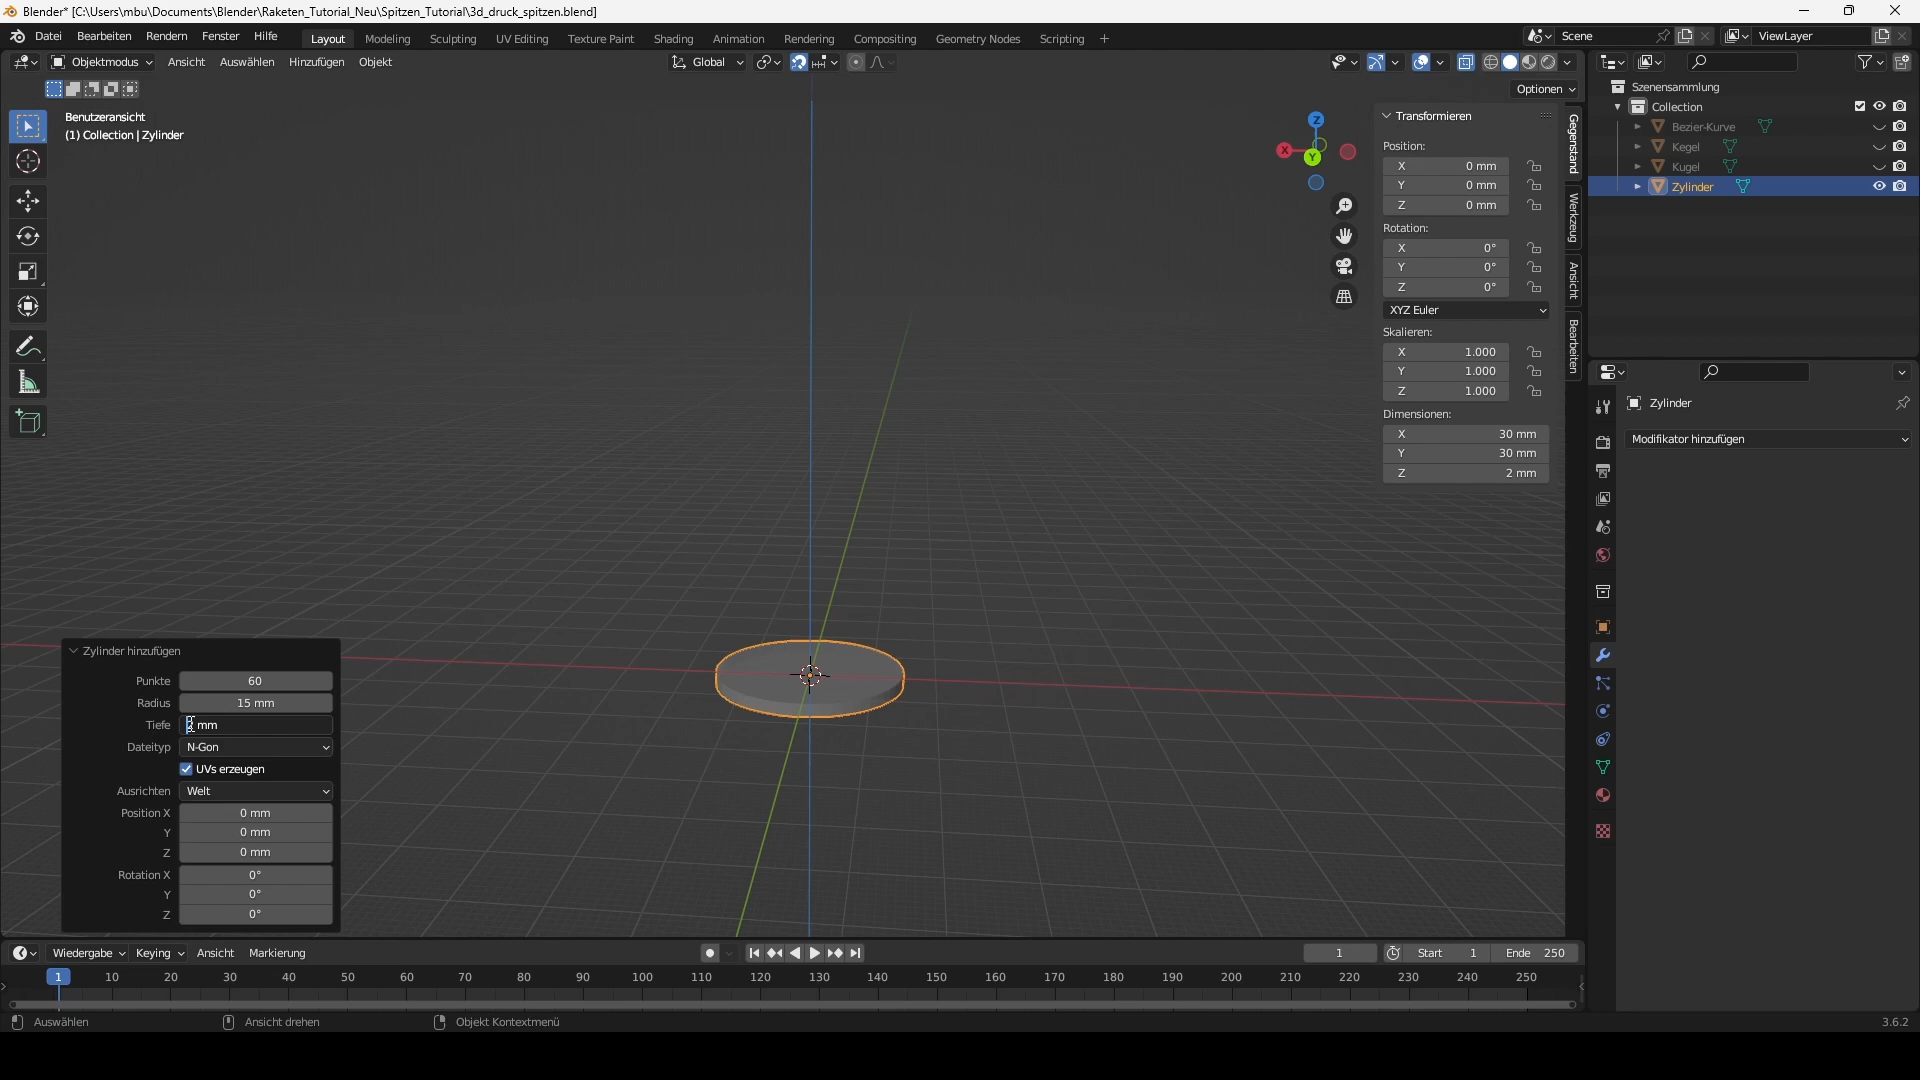 Blender* [C:\Users\mbu\Documents\Blender\Raketen_Tutorial_Neu\Spitzen_Tutorial\3d_druck_spitzen.blend]
Datei Bearbeiten Rendern Fenster Hilfe Layout Modeling Sculpting UV Editing Texture Paint Shading Animation Rendering Compositing Geometry Nodes Scripting + Scene ViewLayer
Objektmodus Ansicht Auswählen Hinzufügen Objekt Global
Optionen
Benutzeransicht
(1) Collection | Zylinder
Z
X
Y
Transformieren
Position:
X 0 mm
Y 0 mm
Z 0 mm
Rotation:
X 0°
Y 0°
Z 0°
XYZ Euler
Skalieren:
X 1.000
Y 1.000
Z 1.000
Dimensionen:
X 30 mm
Y 30 mm
Z 2 mm
Gegenstand
Werkzeug
Ansicht
Bearbeiten
Szenensammlung
Collection
Bezier-Kurve
Kegel
Kugel
Zylinder
Zylinder
Modifikator hinzufügen
Zylinder hinzufügen
Punkte 60
Radius 15 mm
Tiefe 2 mm
Dateityp N-Gon
UVs erzeugen
Ausrichten Welt
Position X 0 mm
Y 0 mm
Z 0 mm
Rotation X 0°
Y 0°
Z 0°
Wiedergabe Keying Ansicht Markierung 1 Start 1 Ende 250
1 10 20 30 40 50 60 70 80 90 100 110 120 130 140 150 160 170 180 190 200 210 220 230 240 250
Auswählen Ansicht drehen Objekt Kontextmenü 3.6.2